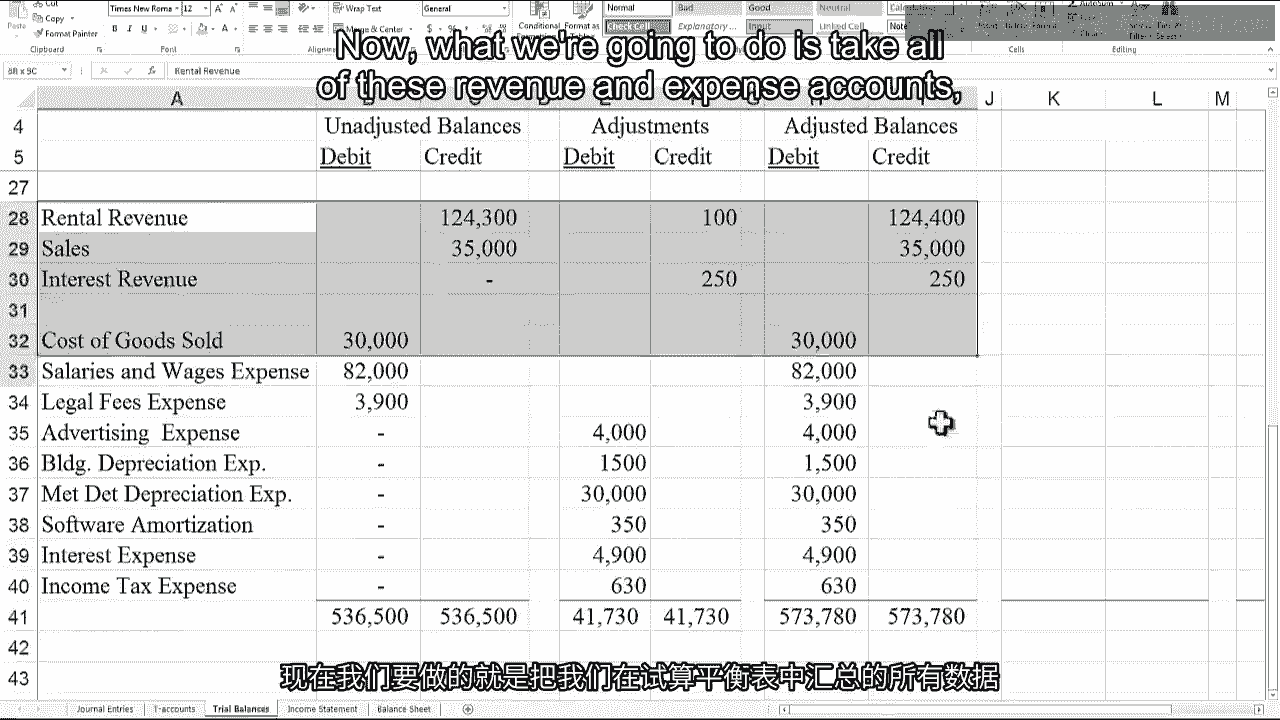 Cut
Copy
Format Painter
Clipboard
Times New Roma
12
Wrap Text
Merge & Center
General
Conditional
Format as
Normal
Bad
Good
Neutral
Check Cell
Explanatory ...
Input
Linked Cell
Cells
Editing
Now, what we're going to do is take all
of these revenue and expense accounts,
8R x 9C
Rental Revenue
A J K L M
4 Unadjusted Balances Adjustments Adjusted Balances
5 Debit Credit Debit Credit Debit Credit
27
28 Rental Revenue 124,300 100 124,400
29 Sales 35,000 35,000
30 Interest Revenue - 250 250
31
32 Cost of Goods Sold 30,000 30,000
33 Salaries and Wages Expense 82,000 82,000
34 Legal Fees Expense 3,900 3,900
35 Advertising Expense - 4,000 4,000
36 Bldg. Depreciation Exp. - 1500 1,500
37 Met Det Depreciation Exp. - 30,000 30,000
38 Software Amortization - 350 350
39 Interest Expense - 4,900 4,900
40 Income Tax Expense - 630 630
41 536,500 536,500 41,730 41,730 573,780 573,780
42
43
现在我们要做的就是把我们在试算平衡表中汇总的所有数据
Journal Entries T-accounts Trial Balances Income Statement Balance Sheet